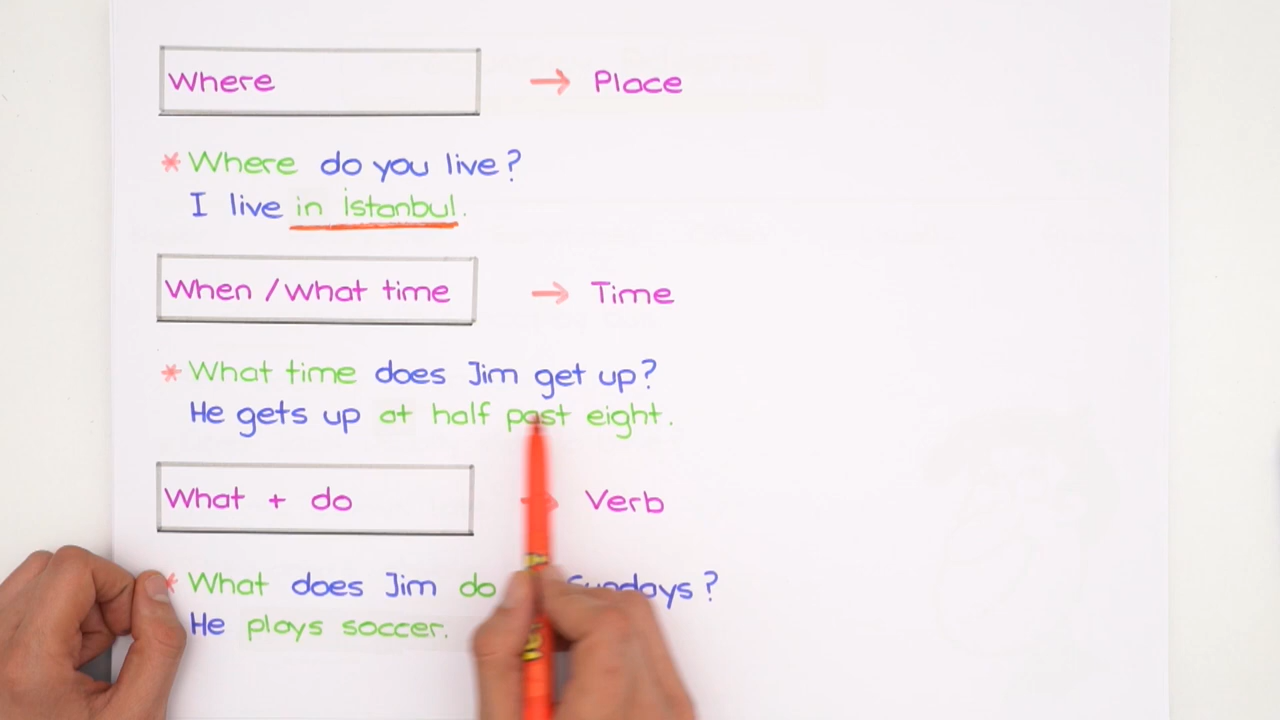 Where → Place
* Where do you live?
I live in İstanbul.
When / What time → Time
* What time does Jim get up?
He gets up at half past eight.
What + do → Verb
* What does Jim do Sundays?
He plays soccer.